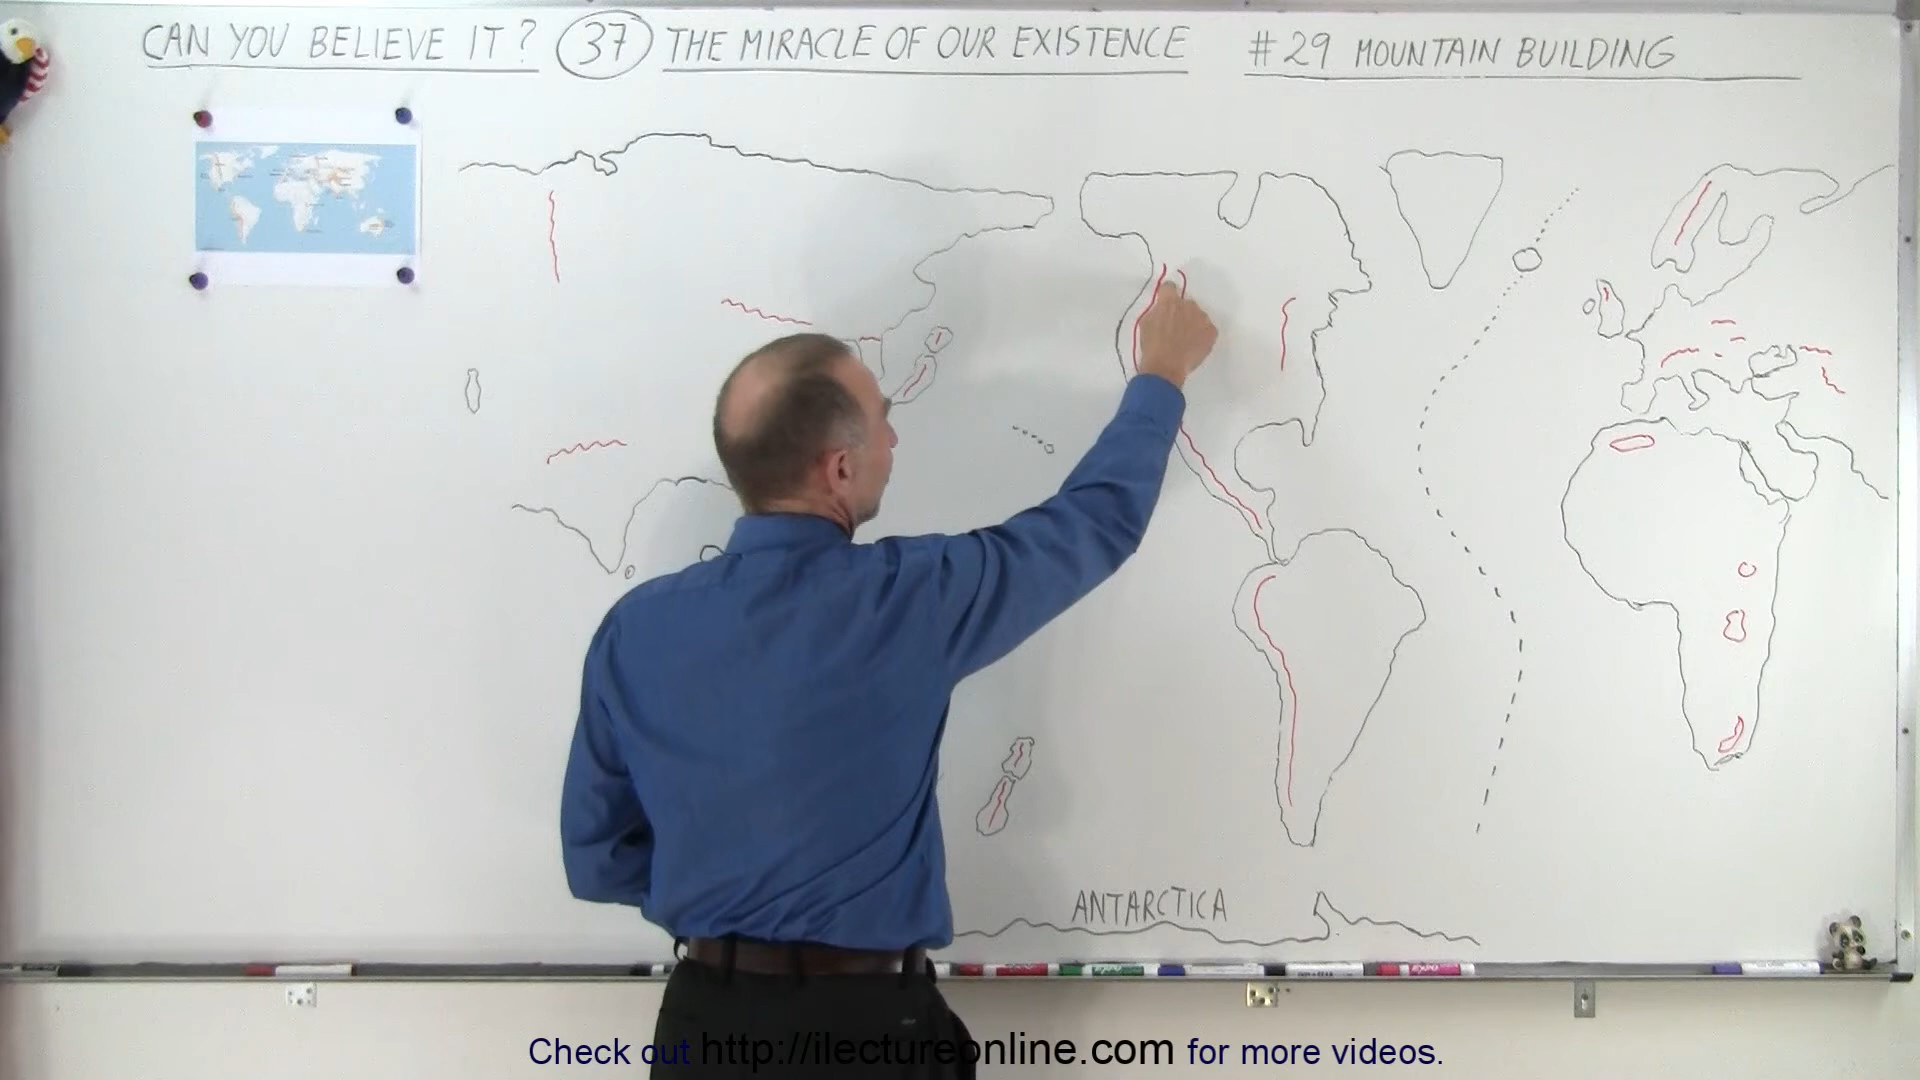 CAN YOU BELIEVE IT? 37 THE MIRACLE OF OUR EXISTENCE #29 MOUNTAIN BUILDING
ANTARCTICA
Check out http://ilectureonline.com for more videos.